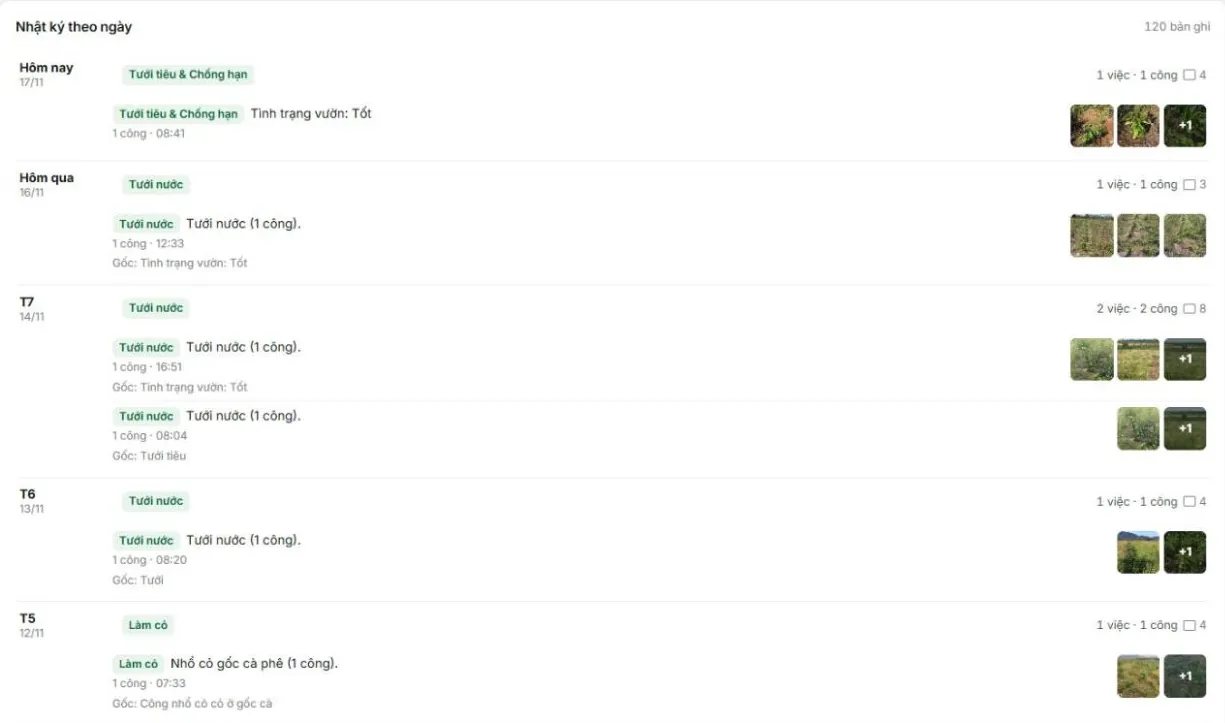 Nhật ký theo ngày
120 bản ghi
Hôm nay
17/11
Tưới tiêu & Chống hạn
1 việc · 1 công 4
Tưới tiêu & Chống hạn Tình trạng vườn: Tốt
1 công · 08:41
+1
Hôm qua
16/11
Tưới nước
1 việc · 1 công 3
Tưới nước Tưới nước (1 công).
1 công · 12:33
Gốc: Tình trạng vườn: Tốt
T7
14/11
Tưới nước
2 việc · 2 công 8
Tưới nước Tưới nước (1 công).
1 công · 16:51
Gốc: Tình trạng vườn: Tốt
+1
Tưới nước Tưới nước (1 công).
1 công · 08:04
Gốc: Tưới tiêu
+1
T6
13/11
Tưới nước
1 việc · 1 công 4
Tưới nước Tưới nước (1 công).
1 công · 08:20
Gốc: Tưới
+1
T5
12/11
Làm cỏ
1 việc · 1 công 4
Làm cỏ Nhổ cỏ gốc cà phê (1 công).
1 công · 07:33
Gốc: Công nhổ cỏ cỏ ở gốc cà
+1